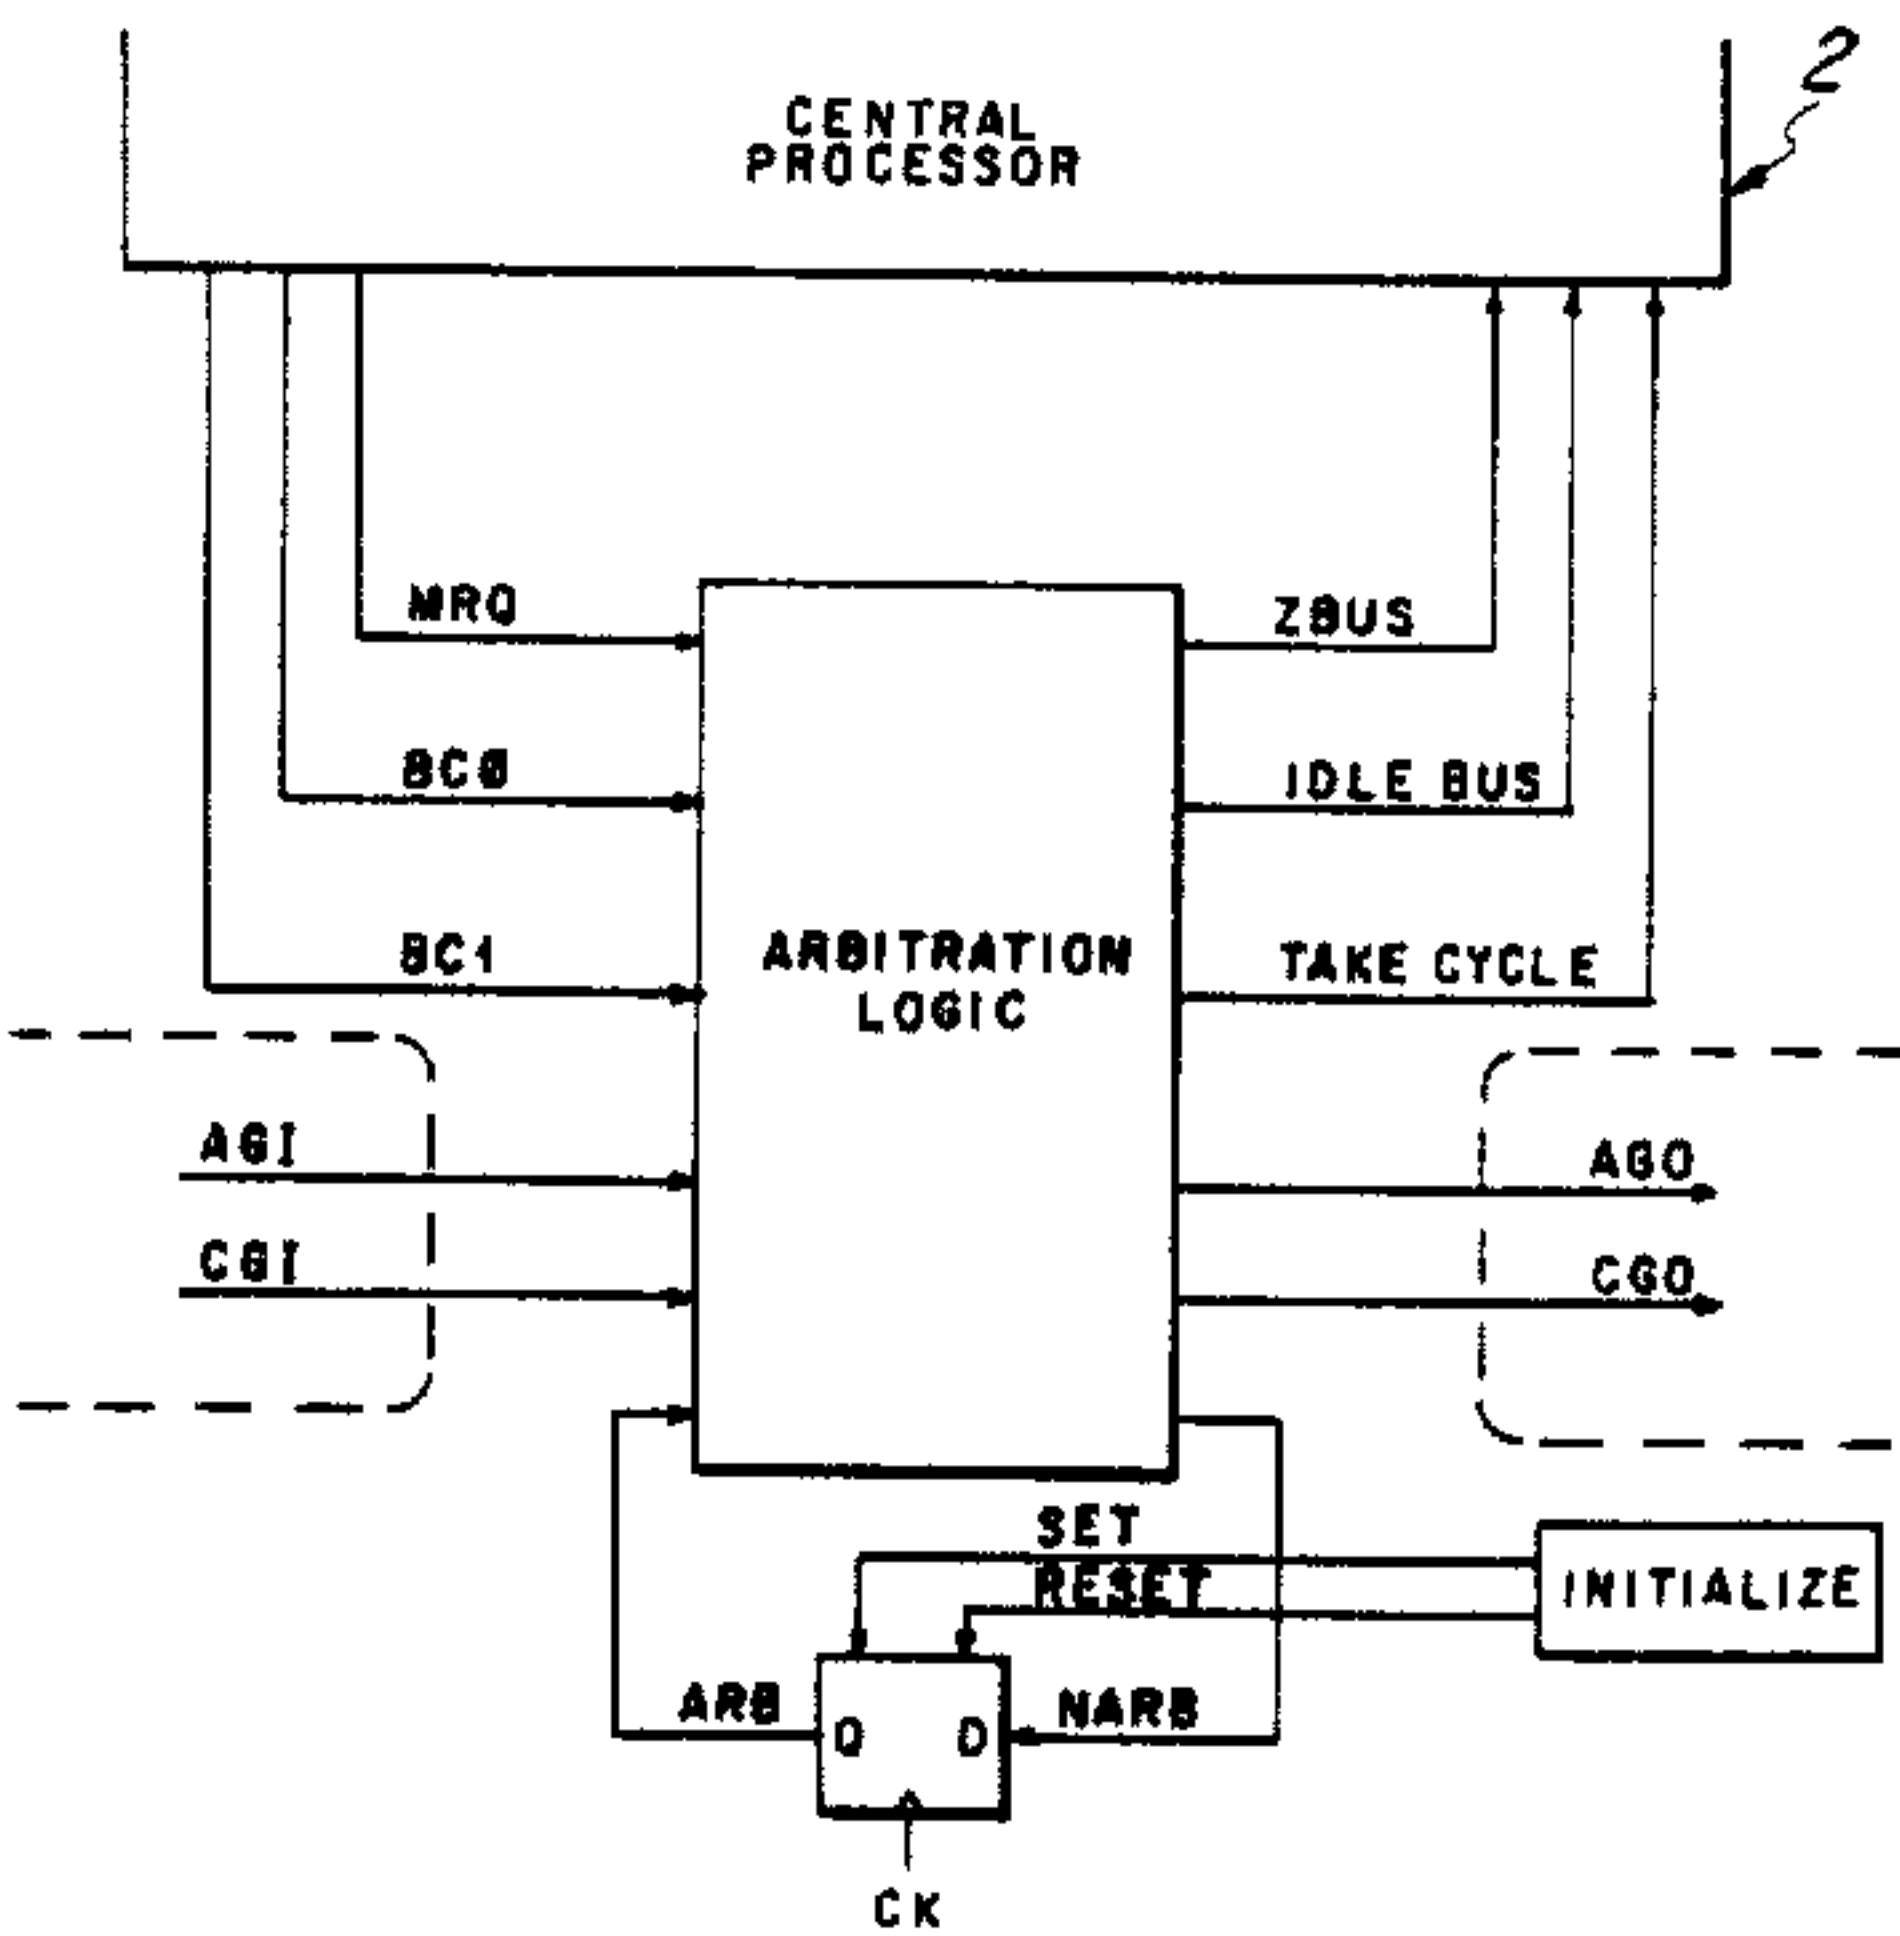 2
CENTRAL
PROCESSOR
MRQ
ZBUS
BC0
IDLE BUS
BC1
ARBITRATION
LOGIC
TAKE CYCLE
AGI
AGO
CGI
CGO
SET
RESET
INITIALIZE
ARB
NARB
Q
D
CK